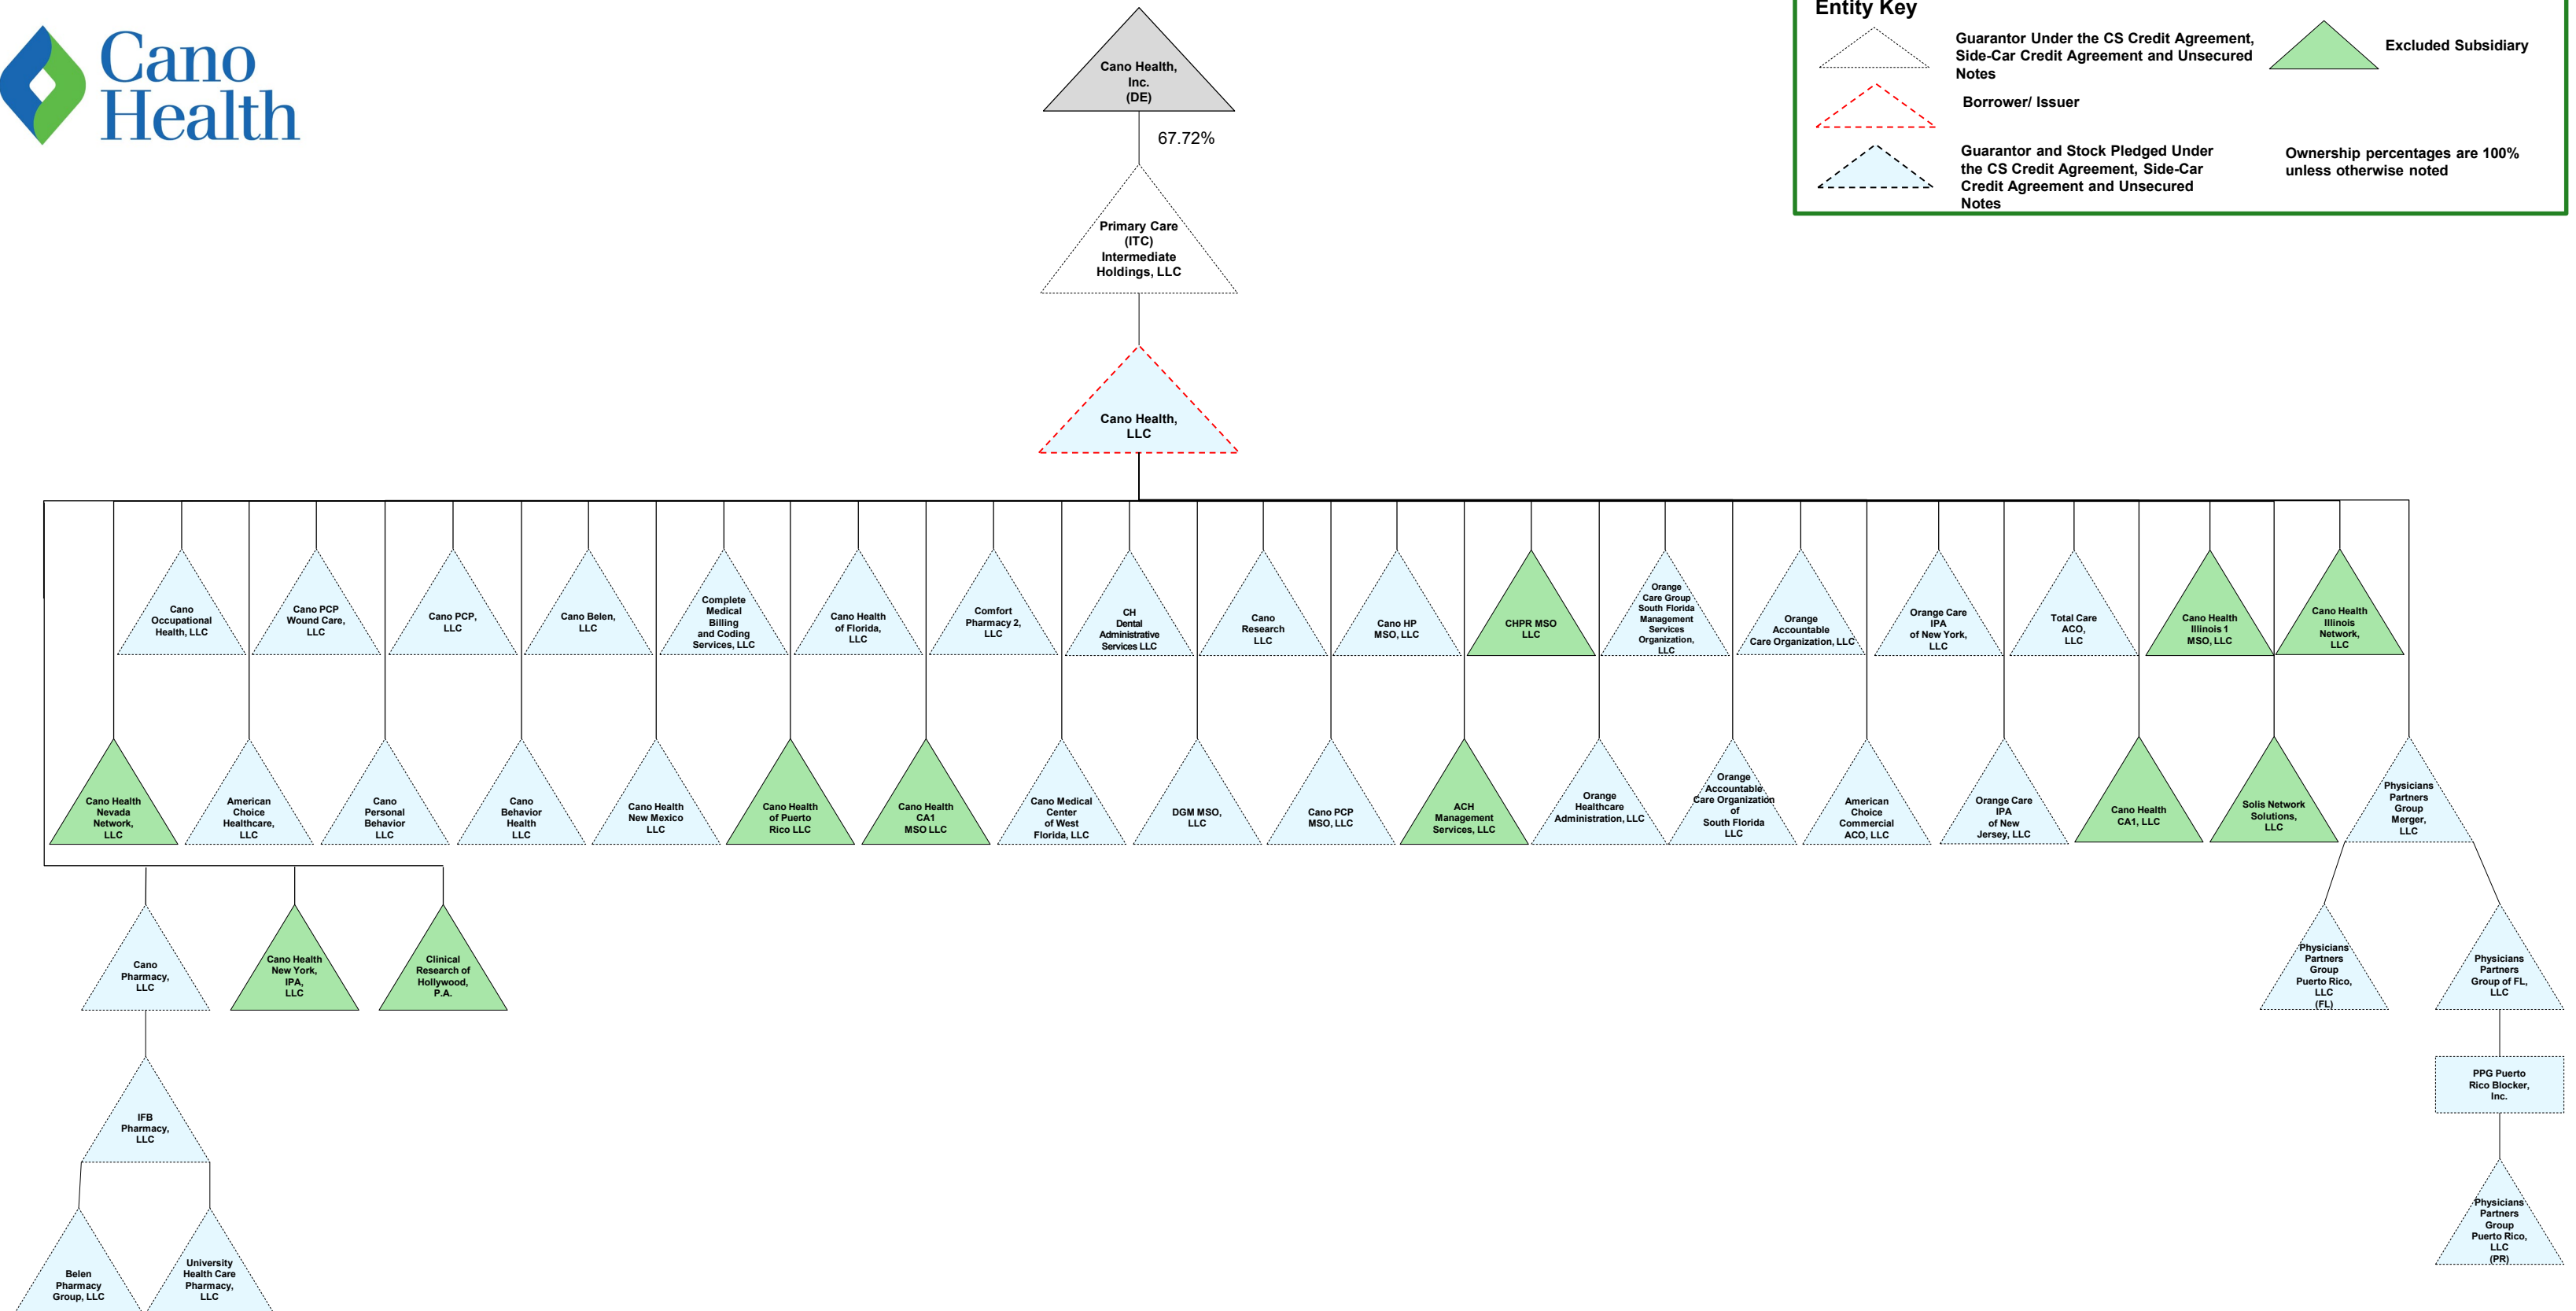 Cano
Health
Cano Health,
Inc.
(DE)
67.72%
Entity Key
Guarantor Under the CS Credit Agreement,
Side-Car Credit Agreement and Unsecured
Notes
Excluded Subsidiary
Borrower/ Issuer
Guarantor and Stock Pledged Under
the CS Credit Agreement, Side-Car
Credit Agreement and Unsecured
Notes
Ownership percentages are 100%
unless otherwise noted
Primary Care
(ITC)
Intermediate
Holdings, LLC
Cano Health,
LLC
Cano
Occupational
Health, LLC
Cano PCP
Wound Care,
LLC
Cano PCP,
LLC
Cano Belen,
LLC
Complete
Medical
Billing
and Coding
Services, LLC
Cano Health
of Florida,
LLC
Comfort
Pharmacy 2,
LLC
CH
Dental
Administrative
Services LLC
Cano
Research
LLC
Cano HP
MSO, LLC
CHPR MSO
LLC
Orange
Care Group
South Florida
Management
Services
Organization,
LLC
Orange
Accountable
Care Organization, LLC
Orange Care
IPA
of New York,
LLC
Total Care
ACO,
LLC
Cano Health
Illinois 1
MSO, LLC
Cano Health
Illinois
Network,
LLC
Cano Health
Nevada
Network,
LLC
American
Choice
Healthcare,
LLC
Cano
Personal
Behavior
LLC
Cano
Behavior
Health
LLC
Cano Health
New Mexico
LLC
Cano Health
of Puerto
Rico LLC
Cano Health
CA1
MSO LLC
Cano Medical
Center
of West
Florida, LLC
DGM MSO,
LLC
Cano PCP
MSO, LLC
ACH
Management
Services, LLC
Orange
Healthcare
Administration, LLC
Orange
Accountable
Care Organization
of
South Florida
LLC
American
Choice
Commercial
ACO, LLC
Orange Care
IPA
of New
Jersey, LLC
Cano Health
CA1, LLC
Solis Network
Solutions,
LLC
Physicians
Partners
Group
Merger,
LLC
Cano
Pharmacy,
LLC
Cano Health
New York,
IPA,
LLC
Clinical
Research of
Hollywood,
P.A.
Physicians
Partners
Group
Puerto Rico,
LLC
(FL)
Physicians
Partners
Group of FL,
LLC
IFB
Pharmacy,
LLC
PPG Puerto
Rico Blocker,
Inc.
Belen
Pharmacy
Group, LLC
University
Health Care
Pharmacy,
LLC
Physicians
Partners
Group
Puerto Rico,
LLC
(PR)